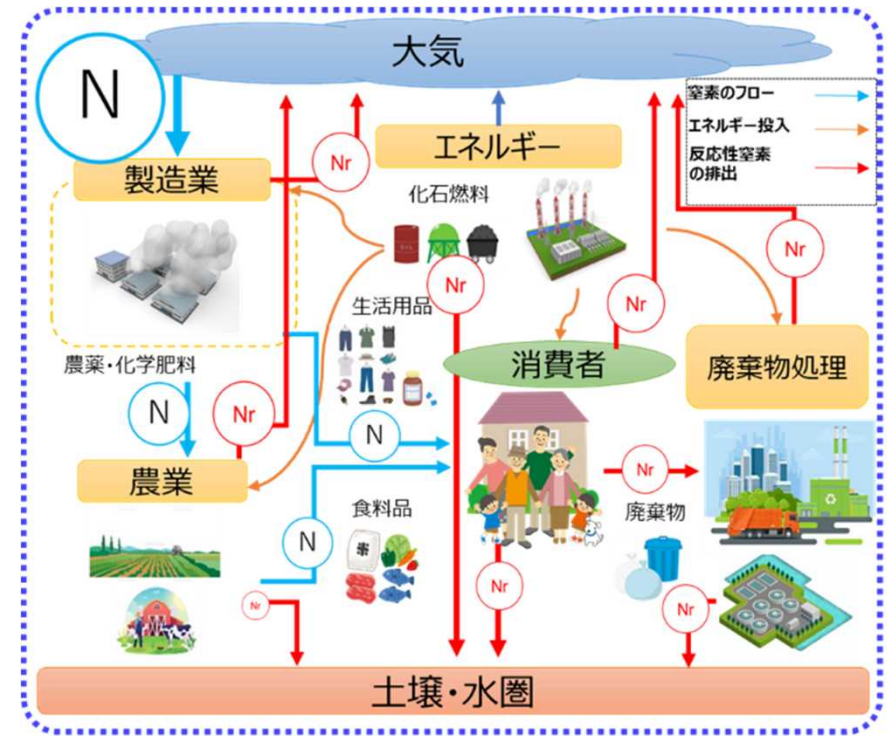 大気
N
窒素のフロー
エネルギー投入
反応性窒素
の排出
エネルギー
製造業
Nr
化石燃料
Nr
Nr
Nr
生活用品
消費者
廃棄物処理
農薬・化学肥料
N
Nr
N
農業
Nr
食料品
廃棄物
N
米
Nr
Nr
Nr
土壌・水圏